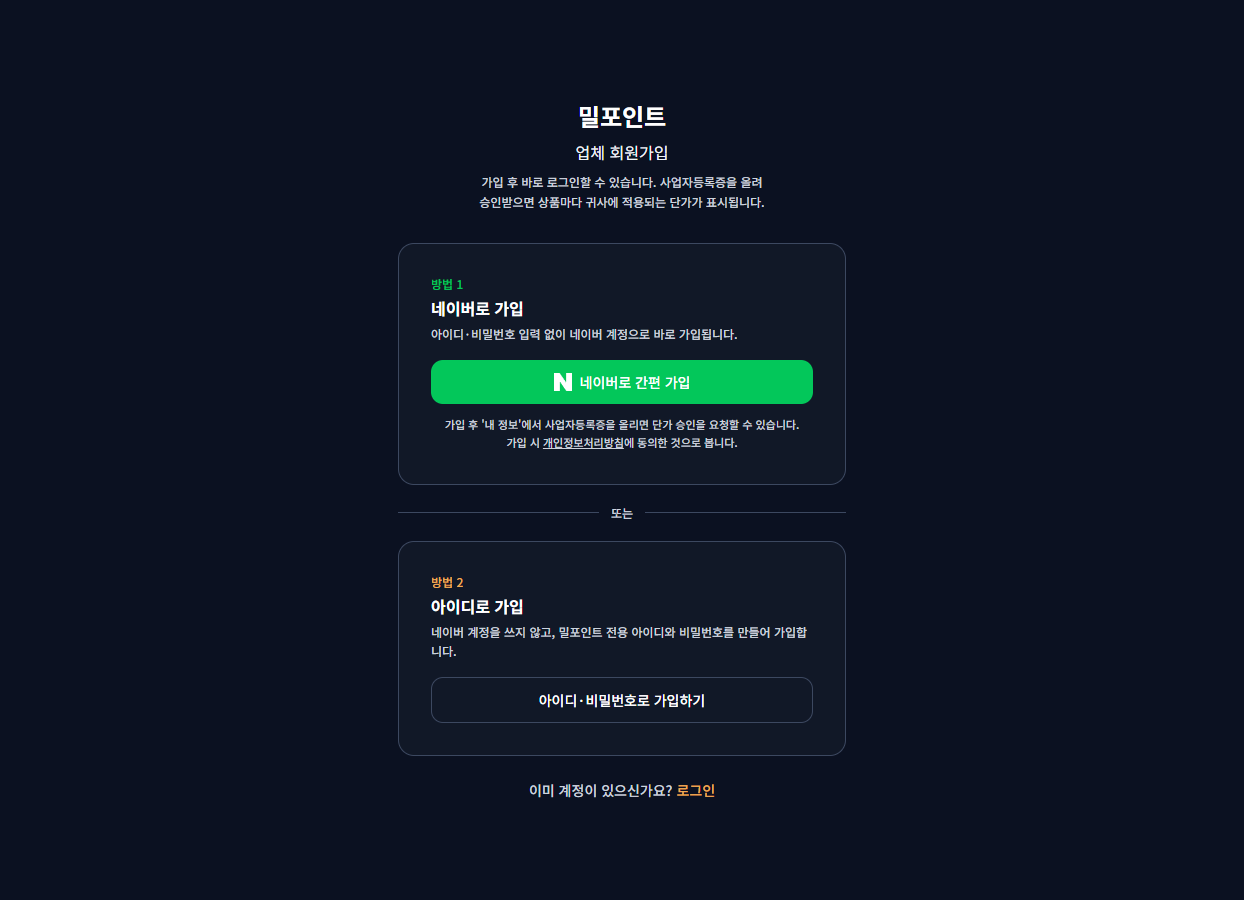 밀포인트
업체 회원가입
가입 후 바로 로그인할 수 있습니다. 사업자등록증을 올려
승인받으면 상품마다 귀사에 적용되는 단가가 표시됩니다.
방법 1
네이버로 가입
아이디·비밀번호 입력 없이 네이버 계정으로 바로 가입됩니다.
N 네이버로 간편 가입
가입 후 '내 정보'에서 사업자등록증을 올리면 단가 승인을 요청할 수 있습니다.
가입 시 개인정보처리방침에 동의한 것으로 봅니다.
또는
방법 2
아이디로 가입
네이버 계정을 쓰지 않고, 밀포인트 전용 아이디와 비밀번호를 만들어 가입합
니다.
아이디·비밀번호로 가입하기
이미 계정이 있으신가요? 로그인